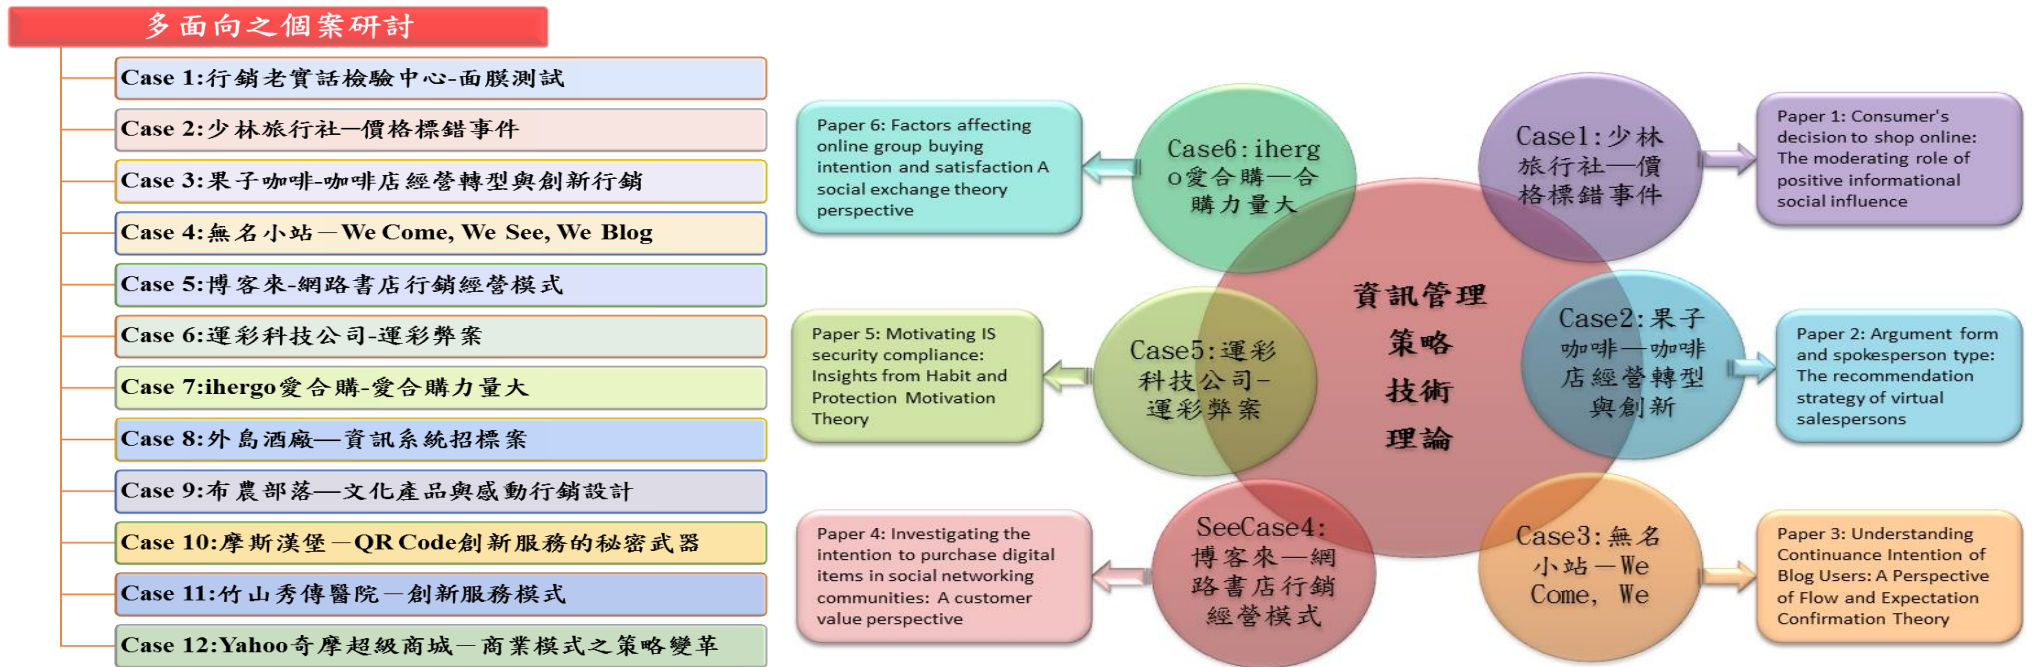 多面向之個案研討
Case 1:行銷老實話檢驗中心-面膜測試
Case 2:少林旅行社—價格標錯事件
Case 3:果子咖啡-咖啡店經營轉型與創新行銷
Case 4:無名小站－We Come, We See, We Blog
Case 5:博客來-網路書店行銷經營模式
Case 6:運彩科技公司-運彩弊案
Case 7:ihergo愛合購-愛合購力量大
Case 8:外島酒廠—資訊系統招標案
Case 9:布農部落—文化產品與感動行銷設計
Case 10:摩斯漢堡－QR Code創新服務的秘密武器
Case 11:竹山秀傳醫院－創新服務模式
Case 12:Yahoo奇摩超級商城－商業模式之策略變革
資訊管理
策略
技術
理論
Case1:少林
旅行社—價
格標錯事件
Paper 1: Consumer's
decision to shop online:
The moderating role of
positive informational
social influence
Case2:果子
咖啡—咖啡
店經營轉型
與創新
Paper 2: Argument form
and spokesperson type:
The recommendation
strategy of virtual
salespersons
Case3:無名
小站－We
Come, We
Paper 3: Understanding
Continuance Intention of
Blog Users: A Perspective
of Flow and Expectation
Confirmation Theory
SeeCase4:
博客來—網
路書店行銷
經營模式
Paper 4: Investigating the
intention to purchase digital
items in social networking
communities: A customer
value perspective
Case5:運彩
科技公司-
運彩弊案
Paper 5: Motivating IS
security compliance:
Insights from Habit and
Protection Motivation
Theory
Case6:iherg
o愛合購—合
購力量大
Paper 6: Factors affecting
online group buying
intention and satisfaction A
social exchange theory
perspective